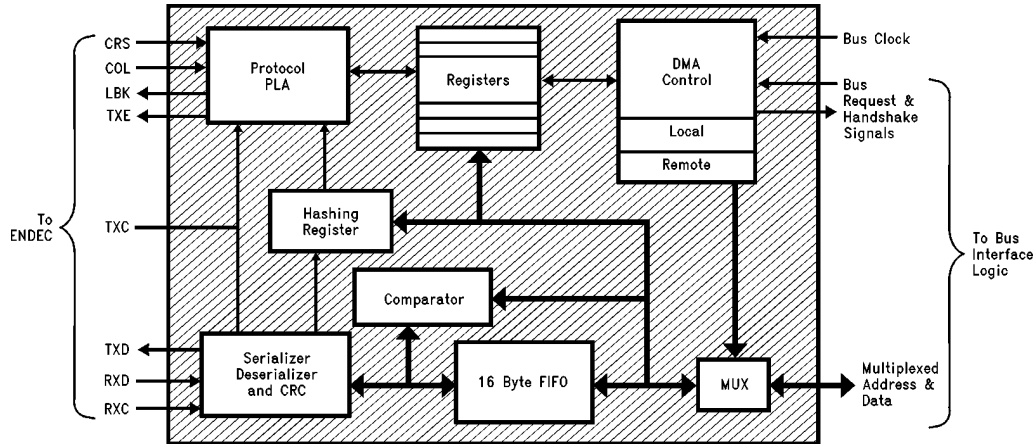 CRS
COL
LBK
TXE
To
ENDEC
TXC
TXD
RXD
RXC
Protocol
PLA
Registers
DMA
Control
Local
Remote
Hashing
Register
Comparator
Serializer
Deserializer
and CRC
16 Byte FIFO
MUX
Bus Clock
Bus
Request &
Handshake
Signals
To Bus
Interface
Logic
Multiplexed
Address &
Data